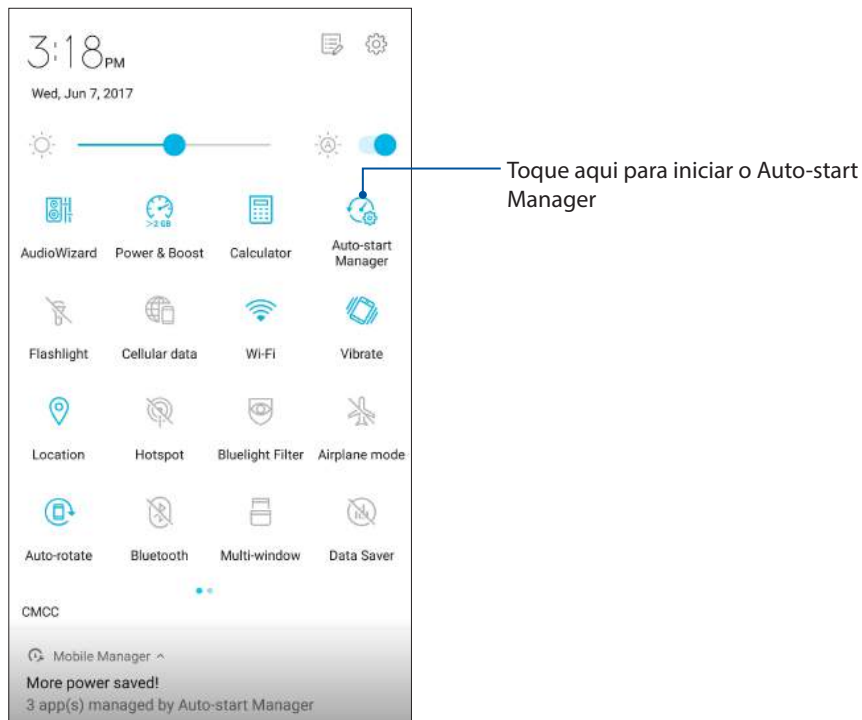 3:18PM
Wed, Jun 7, 2017
A
Toque aqui para iniciar o Auto-start
Manager
>2 GB
AudioWizard Power & Boost Calculator Auto-start
Manager
Flashlight Cellular data Wi-Fi Vibrate
Location Hotspot Bluelight Filter Airplane mode
Auto-rotate Bluetooth Multi-window Data Saver
CMCC
Mobile Manager
More power saved!
3 app(s) managed by Auto-start Manager